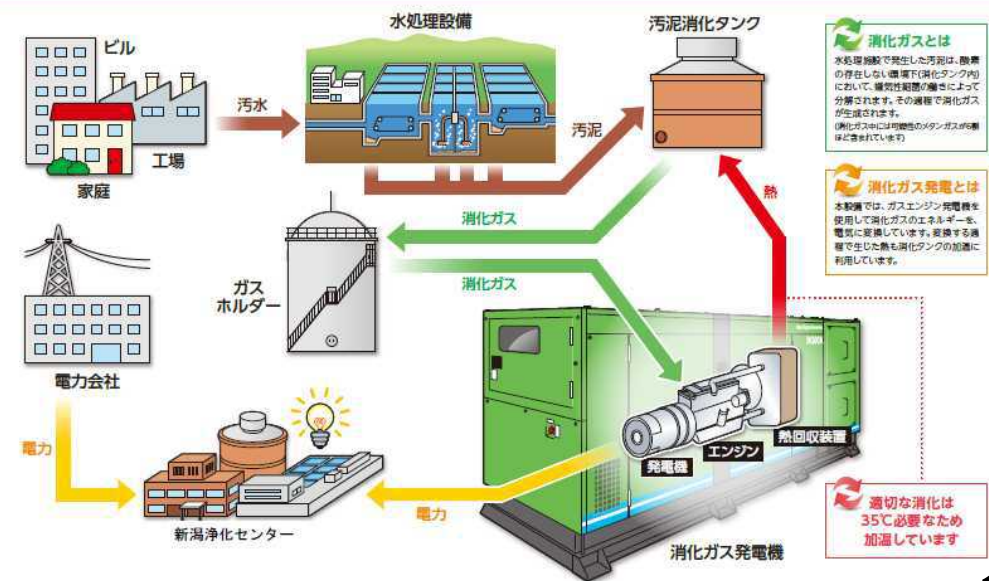 ビル
工場
家庭
水処理設備
汚水
汚泥
汚泥消化タンク
消化ガスとは
水処理施設で発生した汚泥は、酸素
の存在しない環境下(消化タンク内)
において、嫌気性細菌の働きによって
分解されます。その過程で消化ガス
が生成されます。
(消化ガス中には可燃性のメタンガスが6割
ほど含まれています)
消化ガス発電とは
本設備では、ガスエンジン発電機を
使用して消化ガスのエネルギーを、
電気に変換しています。変換する過
程で生じた熱も消化タンクの加温に
利用しています。
熱
消化ガス
消化ガス
ガス
ホルダー
電力会社
電力
新潟浄化センター
電力
発電機
エンジン
熱回収装置
消化ガス発電機
適切な消化は
35℃必要なため
加温しています